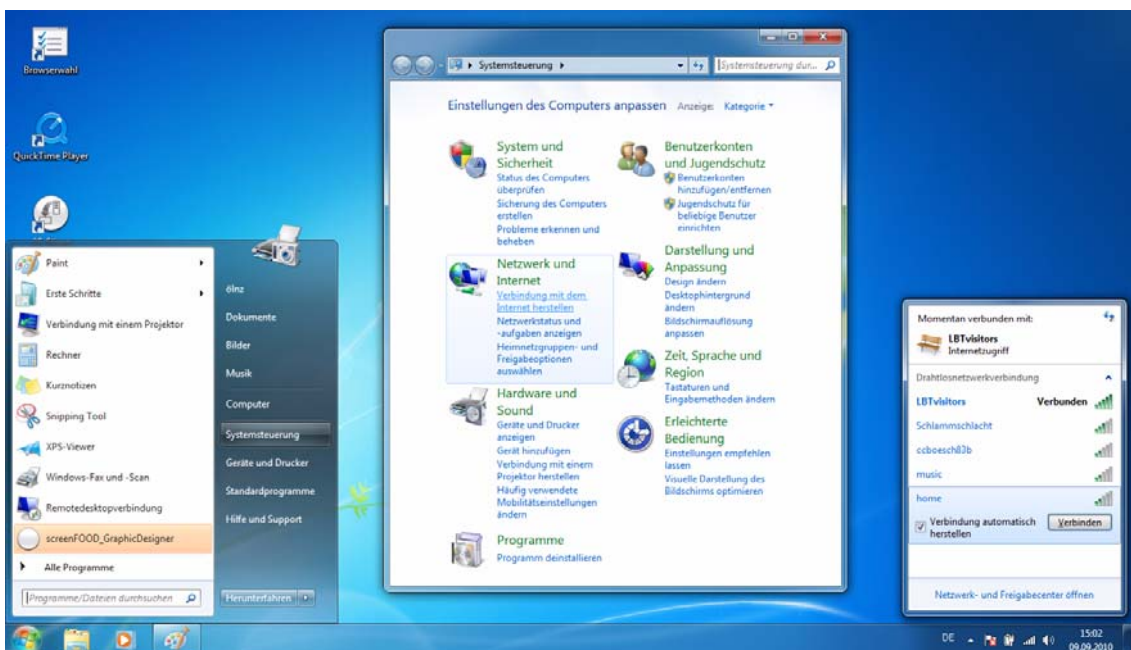 Browserwahl
QuickTime Player
Paint
Erste Schritte
Verbindung mit einem Projektor
Rechner
Kurznotizen
Snipping Tool
XPS-Viewer
Windows-Fax und -Scan
Remotedesktopverbindung
screenFOOD_GraphicDesigner
Alle Programme
Programme/Dateien durchsuchen
ölnz
Dokumente
Bilder
Musik
Computer
Systemsteuerung
Geräte und Drucker
Standardprogramme
Hilfe und Support
Herunterfahren
Systemsteuerung
Systemsteuerung dur...
Einstellungen des Computers anpassen
Anzeige: Kategorie
System und
Sicherheit
Status des Computers
überprüfen
Sicherung des Computers
erstellen
Probleme erkennen und
beheben
Netzwerk und
Internet
Verbindung mit dem
Internet herstellen
Netzwerkstatus und
-aufgaben anzeigen
Heimnetzgruppen- und
Freigabeoptionen
auswählen
Hardware und
Sound
Geräte und Drucker
anzeigen
Gerät hinzufügen
Verbindung mit einem
Projektor herstellen
Häufig verwendete
Mobilitätseinstellungen
ändern
Programme
Programm deinstallieren
Benutzerkonten
und Jugendschutz
Benutzerkonten
hinzufügen/entfernen
Jugendschutz für
beliebige Benutzer
einrichten
Darstellung und
Anpassung
Design ändern
Desktophintergrund
ändern
Bildschirmauflösung
anpassen
Zeit, Sprache und
Region
Tastaturen und
Eingabemethoden ändern
Erleichterte
Bedienung
Einstellungen empfehlen
lassen
Visuelle Darstellung des
Bildschirms optimieren
Momentan verbunden mit:
LBTvisitors
Internetzugriff
Drahtlosnetzwerkverbindung
LBTvisitors Verbunden
Schlammschlacht
ccboesch83b
music
home
Verbindung automatisch
herstellen
Verbinden
Netzwerk- und Freigabecenter öffnen
DE
15:02
09.09.2010